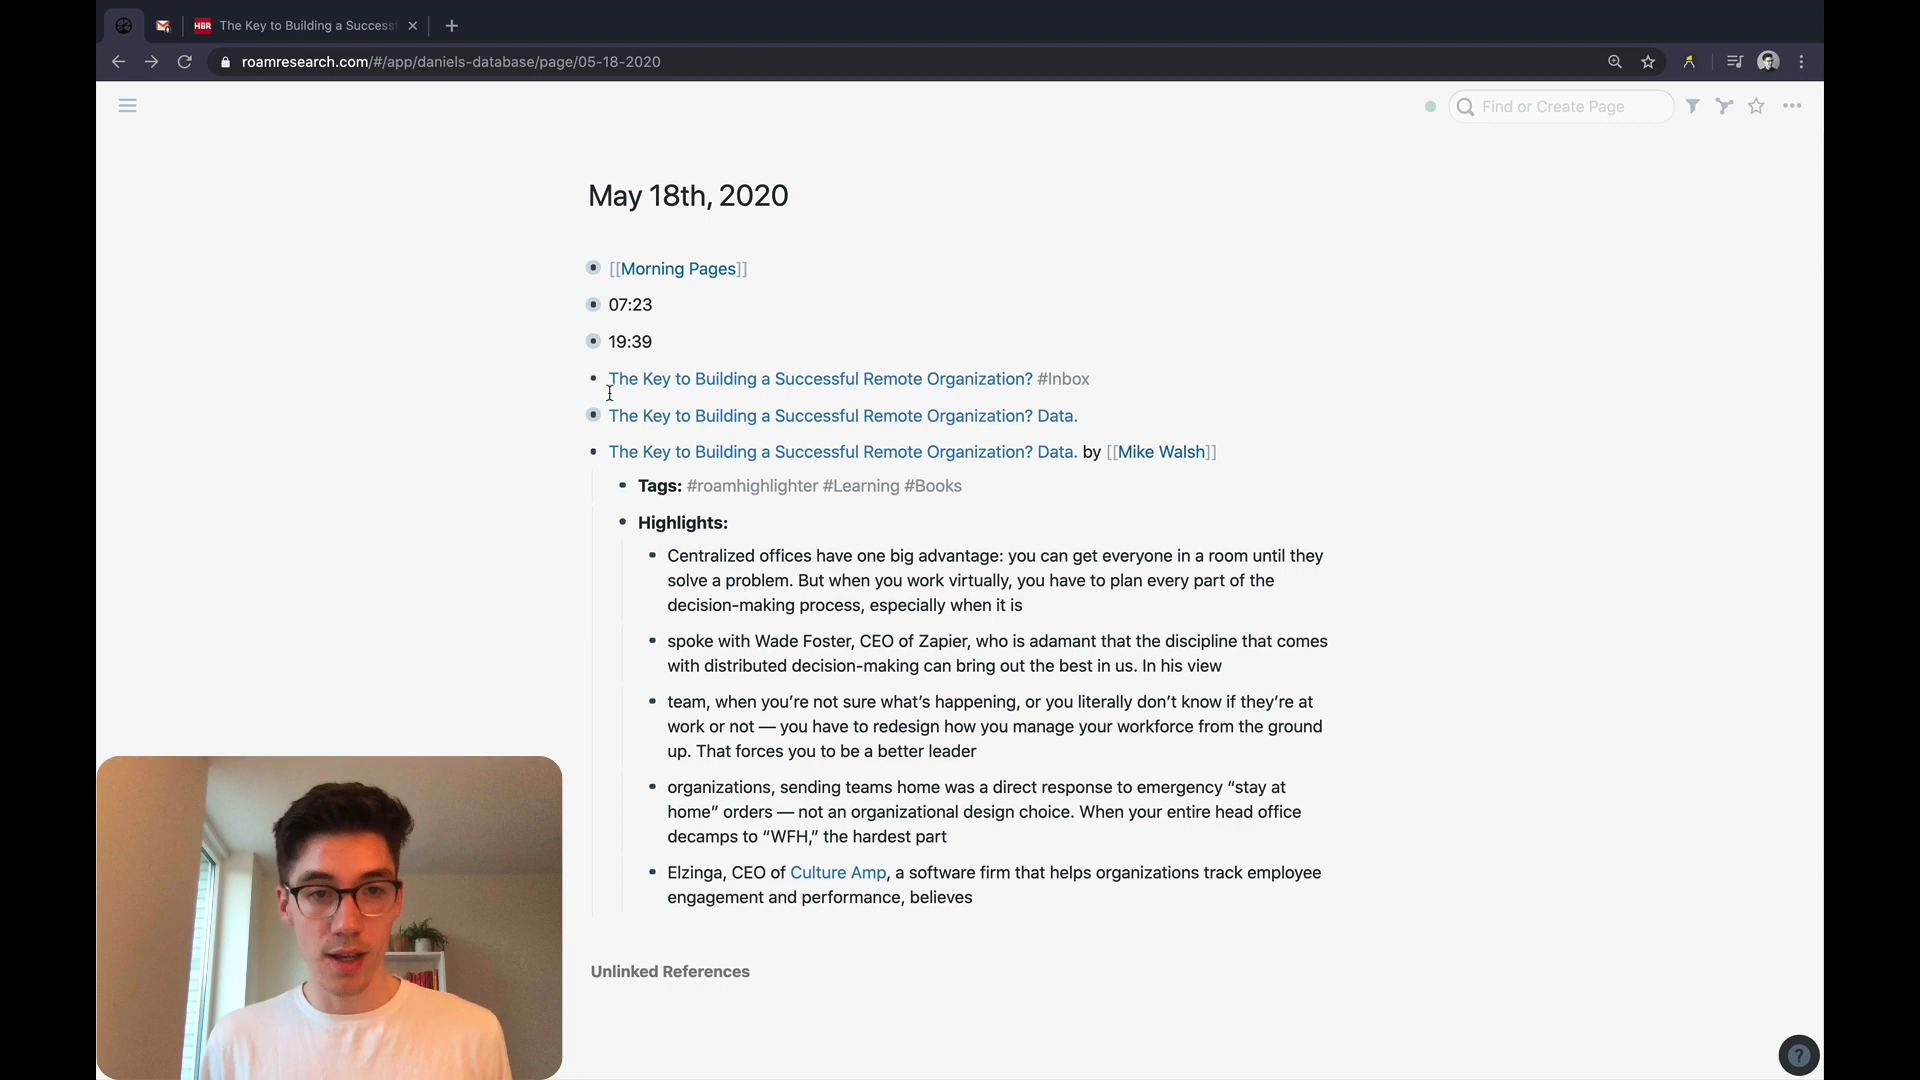 HBR The Key to Building a Success
roamresearch.com/#/app/daniels-database/page/05-18-2020
Find or Create Page
May 18th, 2020
[[Morning Pages]]
07:23
19:39
The Key to Building a Successful Remote Organization? #Inbox
The Key to Building a Successful Remote Organization? Data.
The Key to Building a Successful Remote Organization? Data. by [[Mike Walsh]]
Tags: #roamhighlighter #Learning #Books
Highlights:
Centralized offices have one big advantage: you can get everyone in a room until they
solve a problem. But when you work virtually, you have to plan every part of the
decision-making process, especially when it is
spoke with Wade Foster, CEO of Zapier, who is adamant that the discipline that comes
with distributed decision-making can bring out the best in us. In his view
team, when you’re not sure what’s happening, or you literally don’t know if they’re at
work or not — you have to redesign how you manage your workforce from the ground
up. That forces you to be a better leader
organizations, sending teams home was a direct response to emergency “stay at
home” orders — not an organizational design choice. When your entire head office
decamps to “WFH,” the hardest part
Elzinga, CEO of Culture Amp, a software firm that helps organizations track employee
engagement and performance, believes
Unlinked References
?